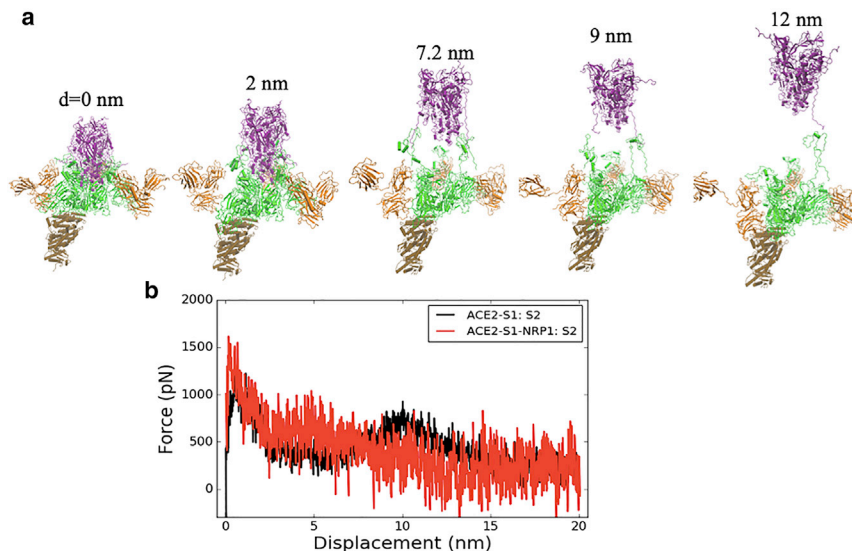 a
d=0 nm
2 nm
7.2 nm
9 nm
12 nm
b
2000
1500
1000
500
0
Force (pN)
ACE2-S1: S2
ACE2-S1-NRP1: S2
0
5
10
15
20
Displacement (nm)